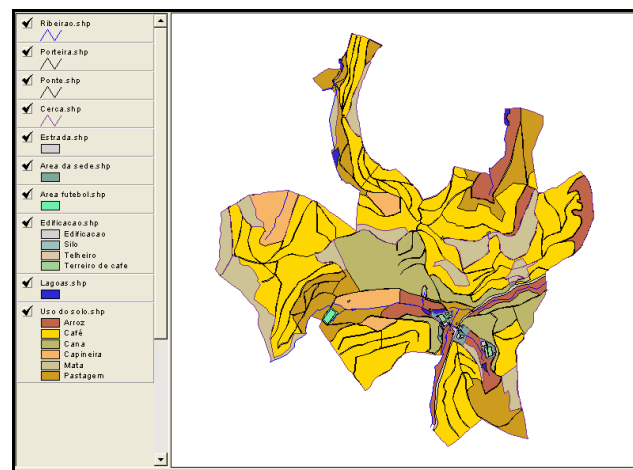 Ribeirao.shp
Porteira.shp
Ponte.shp
Cerca.shp
Estrada.shp
Area da sede.shp
Area futebol.shp
Edificacao.shp
Edificacao
Silo
Telheiro
Terreiro de cafe
Lagoas.shp
Uso do solo.shp
Arroz
Café
Cana
Capineira
Mata
Pastagem